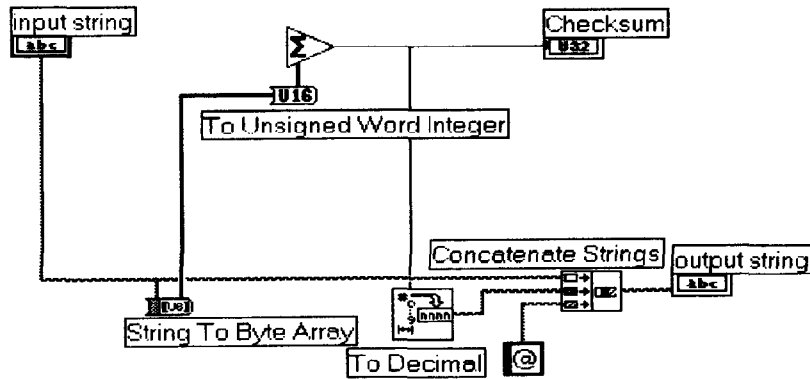 input string
abc
Σ
Checksum
U32
U16
To Unsigned Word Integer
Concatenate Strings
output string
abc
[U8]
String To Byte Array
#
nnnn
To Decimal
@